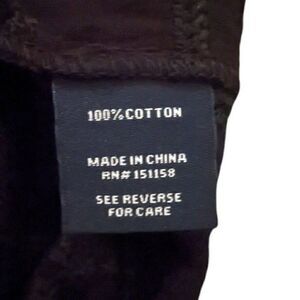 100% COTTON
MADE IN CHINA
RN# 151158
SEE REVERSE
FOR CARE